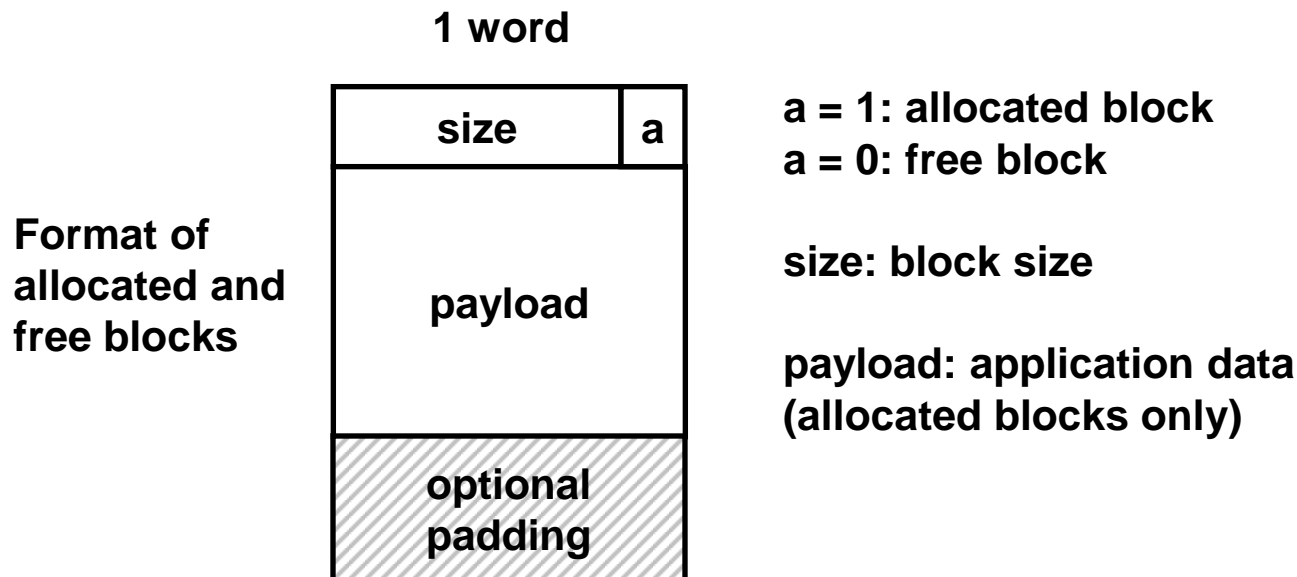 1 word
size
a
a = 1: allocated block
a = 0: free block
Format of
allocated and
free blocks
payload
size: block size
payload: application data
(allocated blocks only)
optional
padding